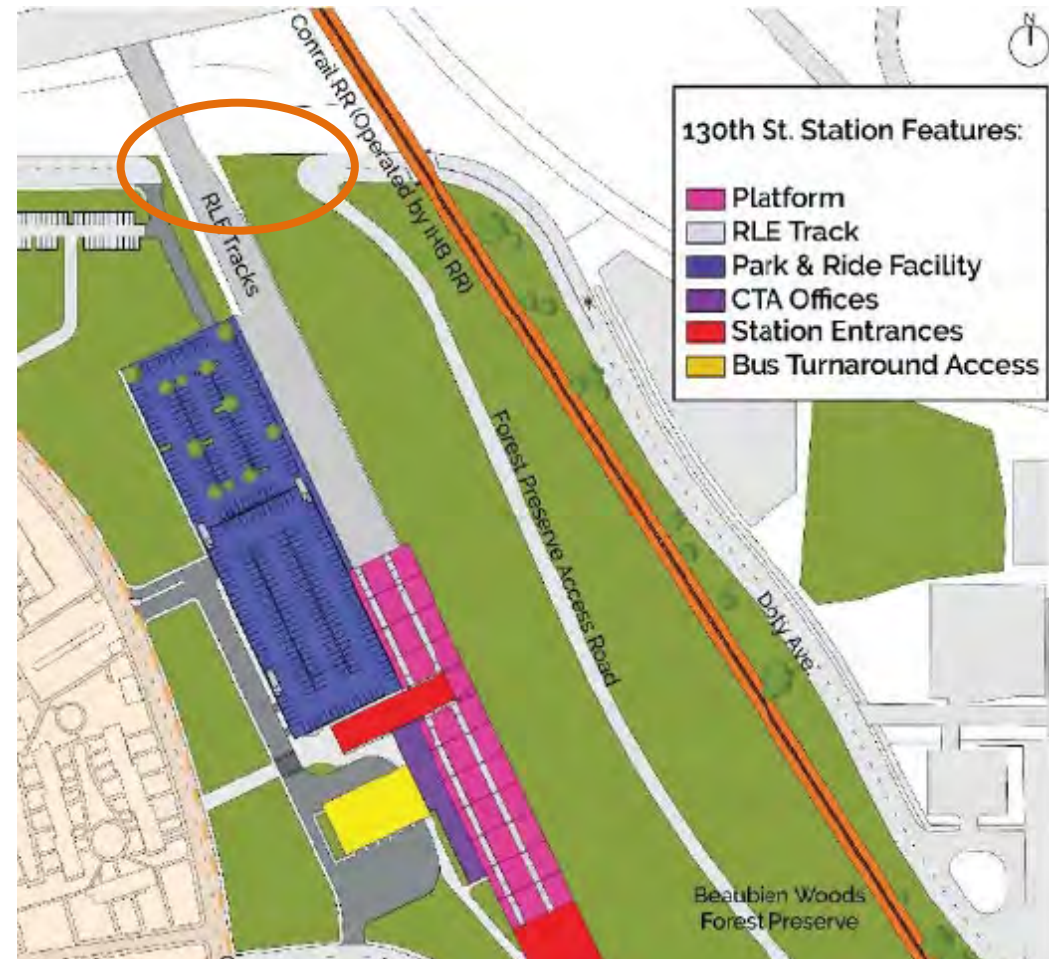 N
Conrail RR (Operated by IHB RR)
130th St. Station Features:
Platform
RLE Track
Park & Ride Facility
CTA Offices
Station Entrances
Bus Turnaround Access
RLE Tracks
Forest Preserve Access Road
Doty Ave
Beaubien Woods
Forest Preserve